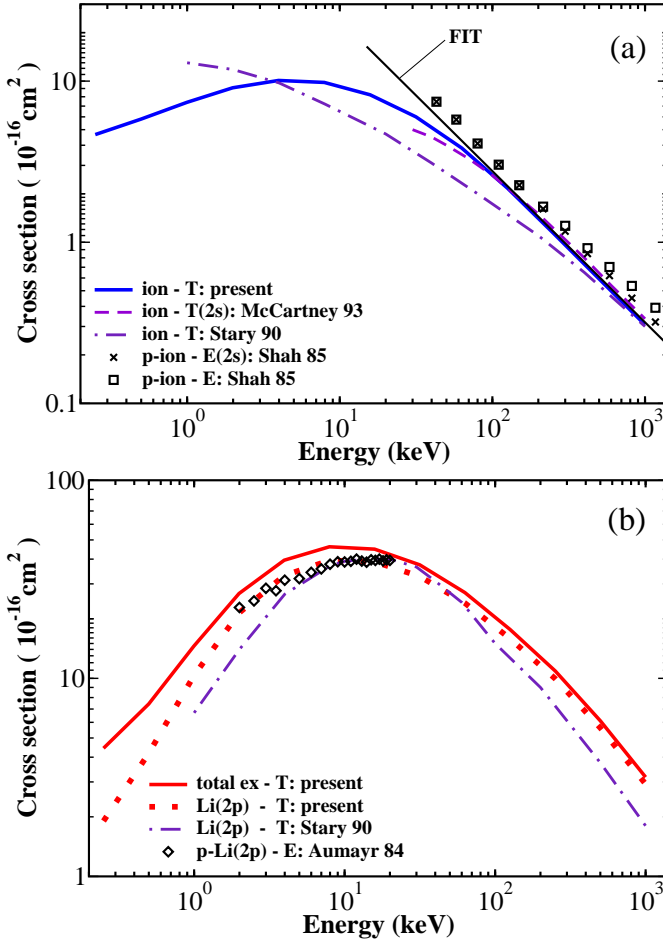 (a)
FIT
Cross section ( 10⁻¹⁶cm²)
10
1
0.1
ion - T: present
ion - T(2s): McCartney 93
ion - T: Stary 90
p-ion - E(2s): Shah 85
p-ion - E: Shah 85
10⁰ 10¹ 10² 10³
Energy (keV)
(b)
Cross section ( 10⁻¹⁶cm²)
100
10
1
total ex - T: present
Li(2p) - T: present
Li(2p) - T: Stary 90
p-Li(2p) - E: Aumayr 84
10⁰ 10¹ 10² 10³
Energy (keV)